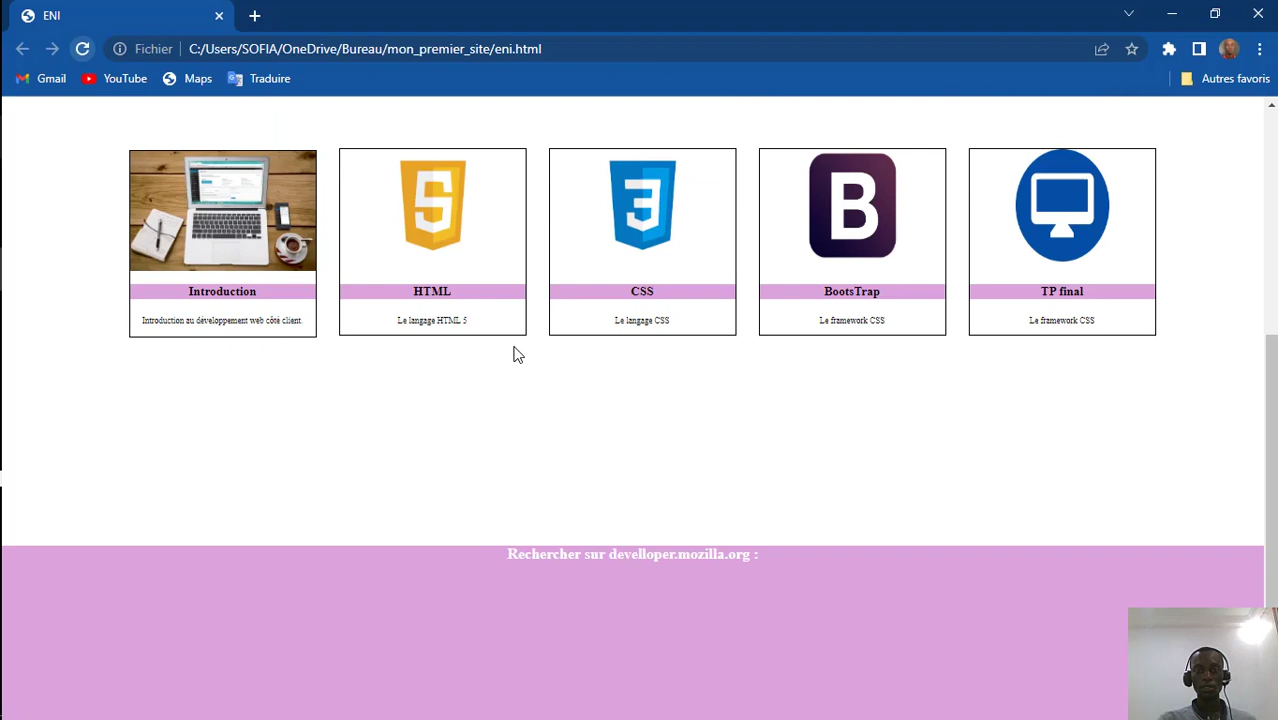 ENI
Fichier C:/Users/SOFIA/OneDrive/Bureau/mon_premier_site/eni.html
Gmail YouTube Maps Traduire Autres favoris
5 3 B
Introduction HTML CSS BootsTrap TP final
Introduction au développement web côté client. Le langage HTML 5 Le langage CSS Le framework CSS Le framework CSS
Rechercher sur develloper.mozilla.org :